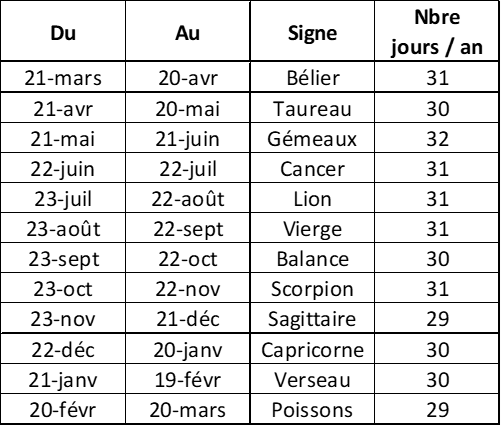 Du Au Signe Nbre jours / an
21-mars 20-avr Bélier 31
21-avr 20-mai Taureau 30
21-mai 21-juin Gémeaux 32
22-juin 22-juil Cancer 31
23-juil 22-août Lion 31
23-août 22-sept Vierge 31
23-sept 22-oct Balance 30
23-oct 22-nov Scorpion 31
23-nov 21-déc Sagittaire 29
22-déc 20-janv Capricorne 30
21-janv 19-févr Verseau 30
20-févr 20-mars Poissons 29